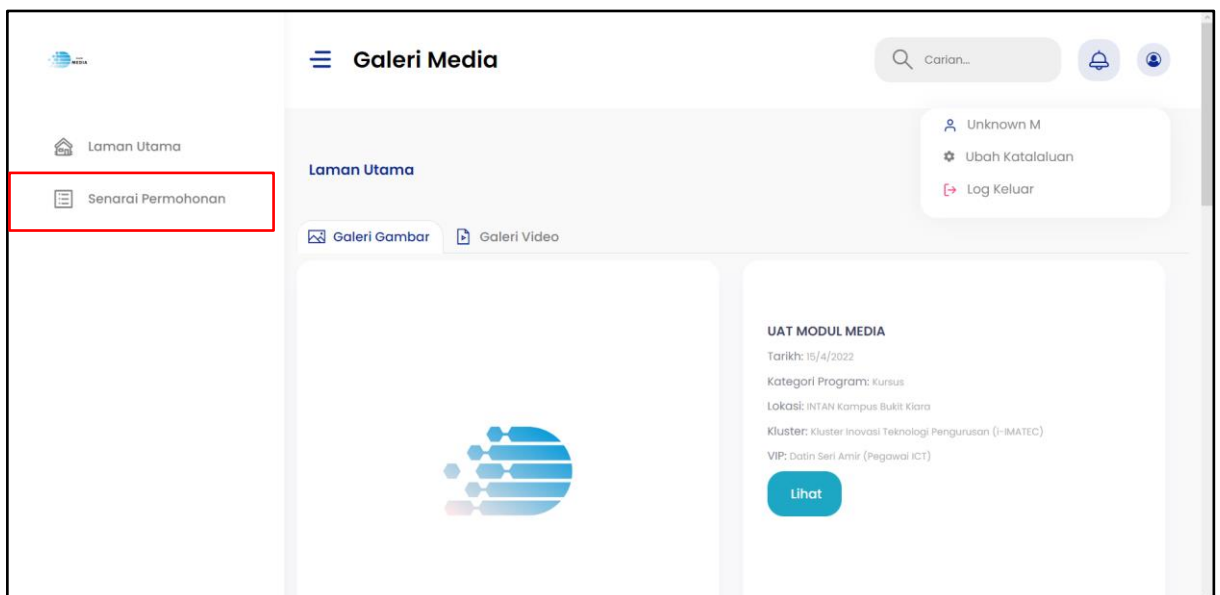 MEDIA
Galeri Media
Carian...
Laman Utama
Senarai Permohonan
Unknown M
Ubah Katalaluan
Log Keluar
Laman Utama
Galeri Gambar
Galeri Video
UAT MODUL MEDIA
Tarikh: 15/4/2022
Kategori Program: Kursus
Lokasi: INTAN Kampus Bukit Kiara
Kluster: Kluster Inovasi Teknologi Pengurusan (i-IMATEC)
VIP: Datin Seri Amir (Pegawai ICT)
Lihat